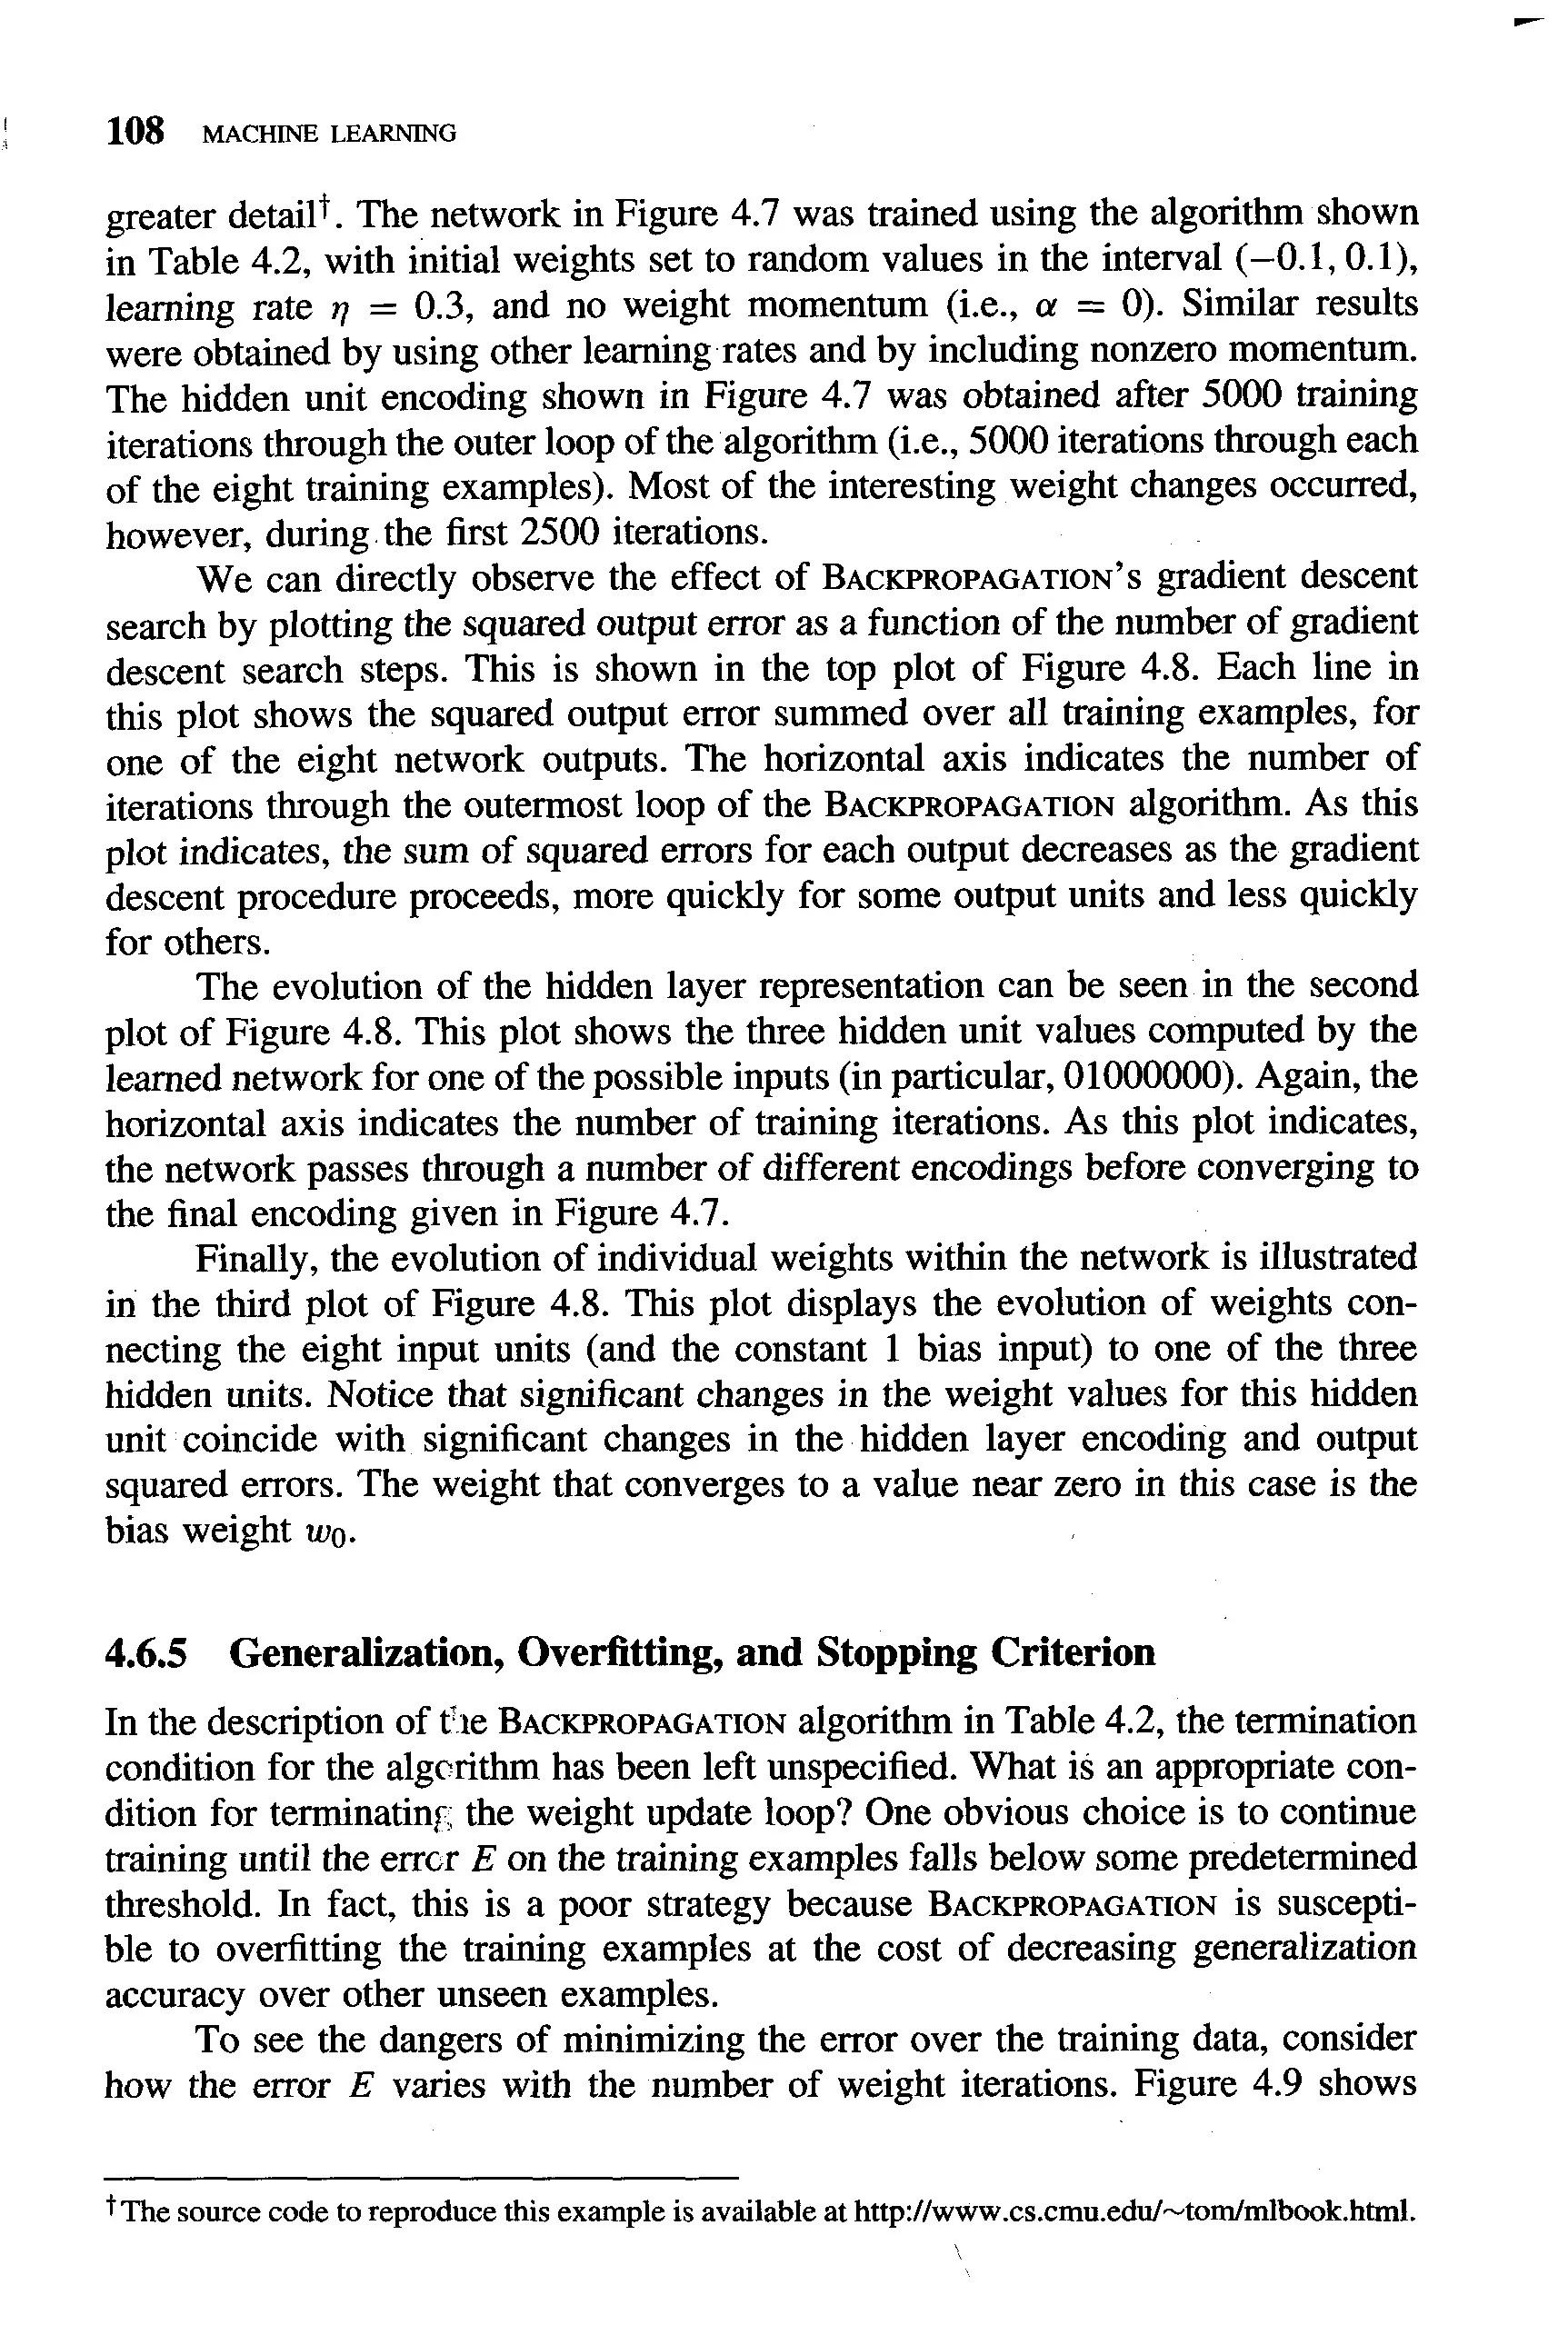 108 MACHINE LEARNING
greater detail†. The network in Figure 4.7 was trained using the algorithm shown
in Table 4.2, with initial weights set to random values in the interval (−0.1, 0.1),
learning rate η = 0.3, and no weight momentum (i.e., α = 0). Similar results
were obtained by using other learning rates and by including nonzero momentum.
The hidden unit encoding shown in Figure 4.7 was obtained after 5000 training
iterations through the outer loop of the algorithm (i.e., 5000 iterations through each
of the eight training examples). Most of the interesting weight changes occurred,
however, during the first 2500 iterations.
We can directly observe the effect of BACKPROPAGATION's gradient descent
search by plotting the squared output error as a function of the number of gradient
descent search steps. This is shown in the top plot of Figure 4.8. Each line in
this plot shows the squared output error summed over all training examples, for
one of the eight network outputs. The horizontal axis indicates the number of
iterations through the outermost loop of the BACKPROPAGATION algorithm. As this
plot indicates, the sum of squared errors for each output decreases as the gradient
descent procedure proceeds, more quickly for some output units and less quickly
for others.
The evolution of the hidden layer representation can be seen in the second
plot of Figure 4.8. This plot shows the three hidden unit values computed by the
learned network for one of the possible inputs (in particular, 01000000). Again, the
horizontal axis indicates the number of training iterations. As this plot indicates,
the network passes through a number of different encodings before converging to
the final encoding given in Figure 4.7.
Finally, the evolution of individual weights within the network is illustrated
in the third plot of Figure 4.8. This plot displays the evolution of weights con-
necting the eight input units (and the constant 1 bias input) to one of the three
hidden units. Notice that significant changes in the weight values for this hidden
unit coincide with significant changes in the hidden layer encoding and output
squared errors. The weight that converges to a value near zero in this case is the
bias weight w₀.
4.6.5 Generalization, Overfitting, and Stopping Criterion
In the description of the BACKPROPAGATION algorithm in Table 4.2, the termination
condition for the algorithm has been left unspecified. What is an appropriate con-
dition for terminating the weight update loop? One obvious choice is to continue
training until the error E on the training examples falls below some predetermined
threshold. In fact, this is a poor strategy because BACKPROPAGATION is suscepti-
ble to overfitting the training examples at the cost of decreasing generalization
accuracy over other unseen examples.
To see the dangers of minimizing the error over the training data, consider
how the error E varies with the number of weight iterations. Figure 4.9 shows
†The source code to reproduce this example is available at http://www.cs.cmu.edu/~tom/mlbook.html.